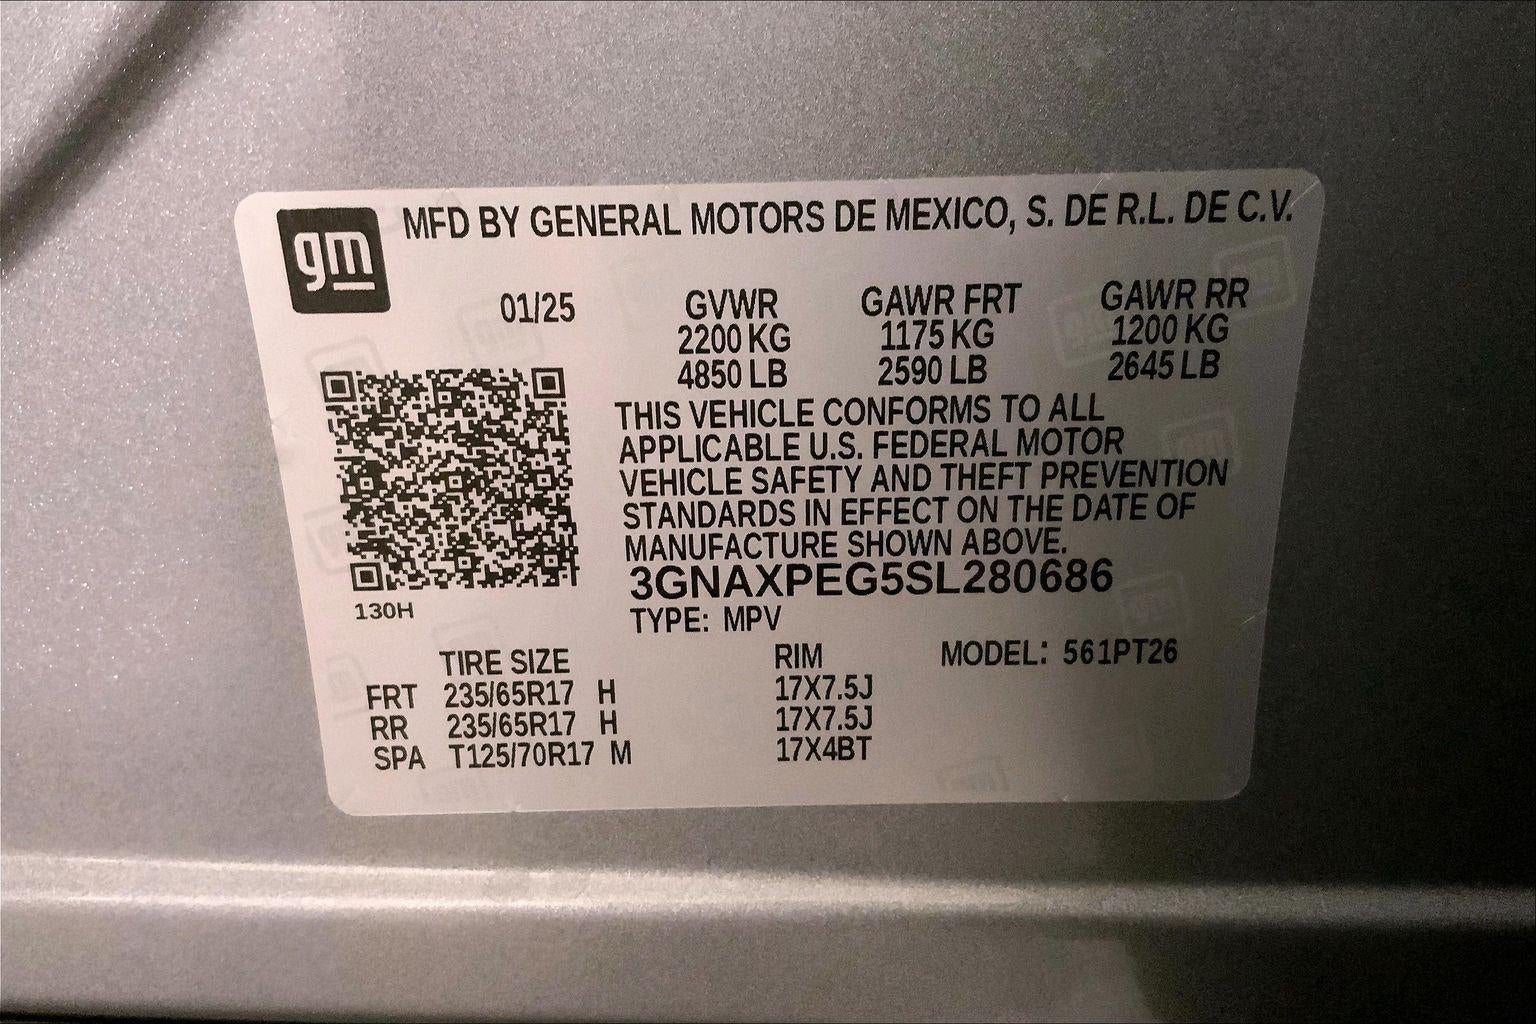 gm MFD BY GENERAL MOTORS DE MEXICO, S. DE R.L. DE C.V.
01/25 GVWR GAWR FRT GAWR RR
2200 KG 1175 KG 1200 KG
4850 LB 2590 LB 2645 LB
THIS VEHICLE CONFORMS TO ALL
APPLICABLE U.S. FEDERAL MOTOR
VEHICLE SAFETY AND THEFT PREVENTION
STANDARDS IN EFFECT ON THE DATE OF
MANUFACTURE SHOWN ABOVE.
3GNAXPEG5SL280686
130H
TYPE: MPV
TIRE SIZE RIM MODEL: 561PT26
FRT 235/65R17 H 17X7.5J
RR 235/65R17 H 17X7.5J
SPA T125/70R17 M 17X4BT